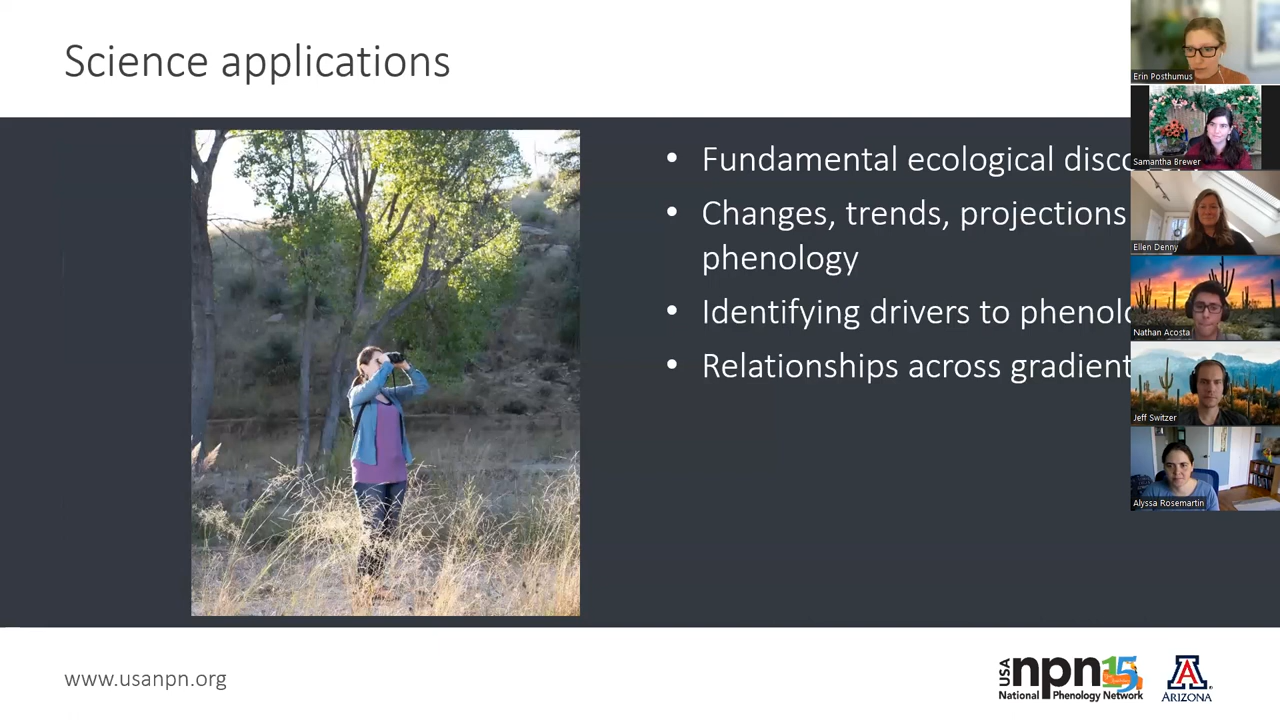 Science applications
• Fundamental ecological disco
• Changes, trends, projections
phenology
• Identifying drivers to phenolo
• Relationships across gradient
Erin Posthumus
Samantha Brewer
Ellen Denny
Nathan Acosta
Jeff Switzer
Alyssa Rosemartin
www.usanpn.org
USA npn 15
National Phenology Network
A
ARIZONA